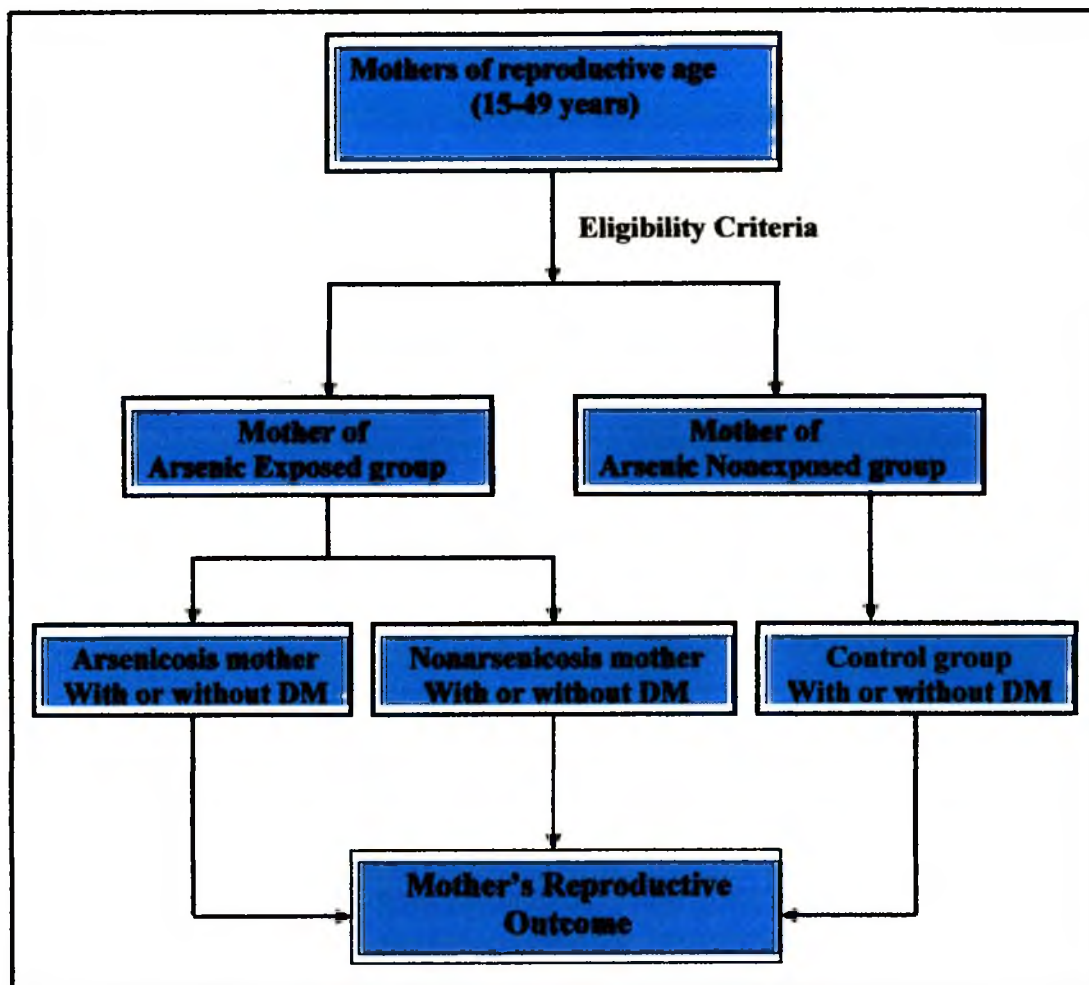 Mothers of reproductive age
(15-49 years)
Eligibility Criteria
Mother of
Arsenic Exposed group
Mother of
Arsenic Nonexposed group
Arsenicosis mother
With or without DM
Nonarsenicosis mother
With or without DM
Control group
With or without DM
Mother's Reproductive
Outcome